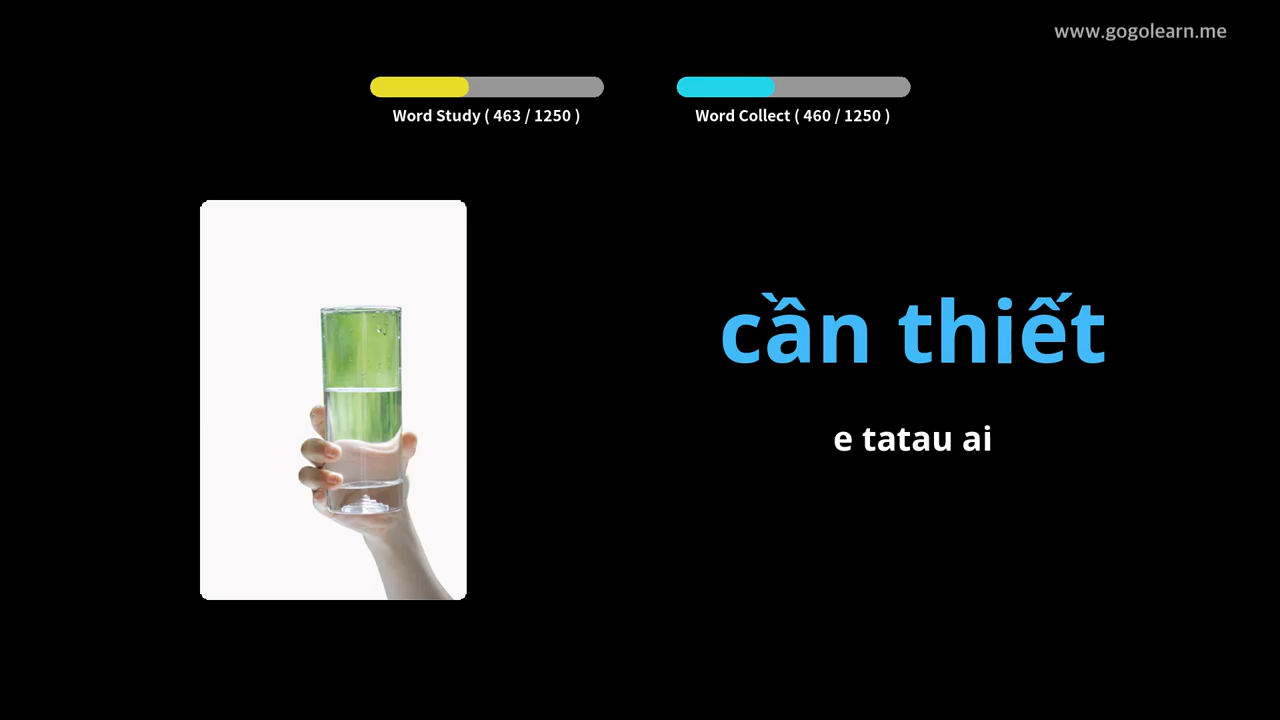 www.gogolearn.me
Word Study ( 463 / 1250 )
Word Collect ( 460 / 1250 )
cần thiết
e tatau ai